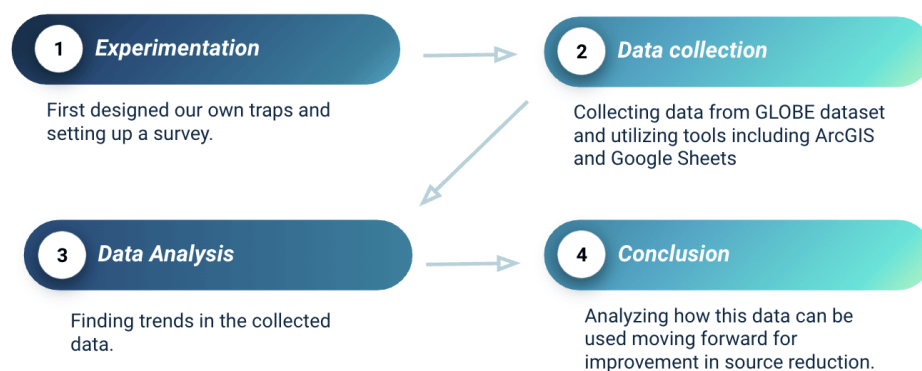 1 Experimentation
First designed our own traps and
setting up a survey.
2 Data collection
Collecting data from GLOBE dataset
and utilizing tools including ArcGIS
and Google Sheets
3 Data Analysis
Finding trends in the collected
data.
4 Conclusion
Analyzing how this data can be
used moving forward for
improvement in source reduction.